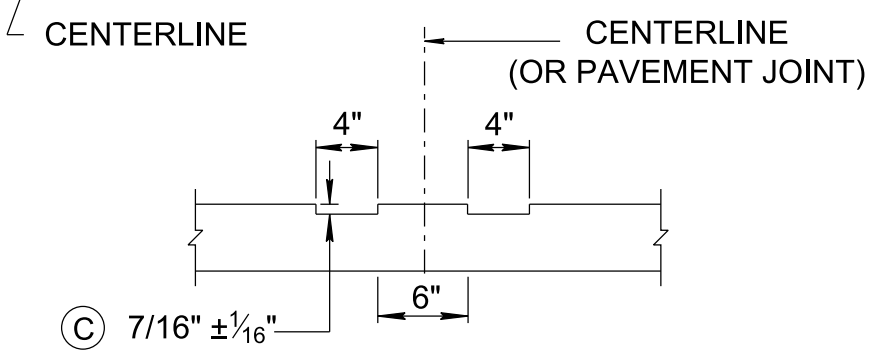 CENTERLINE
CENTERLINE
(OR PAVEMENT JOINT)
4"
4"
6"
C 7/16" ±1/16"